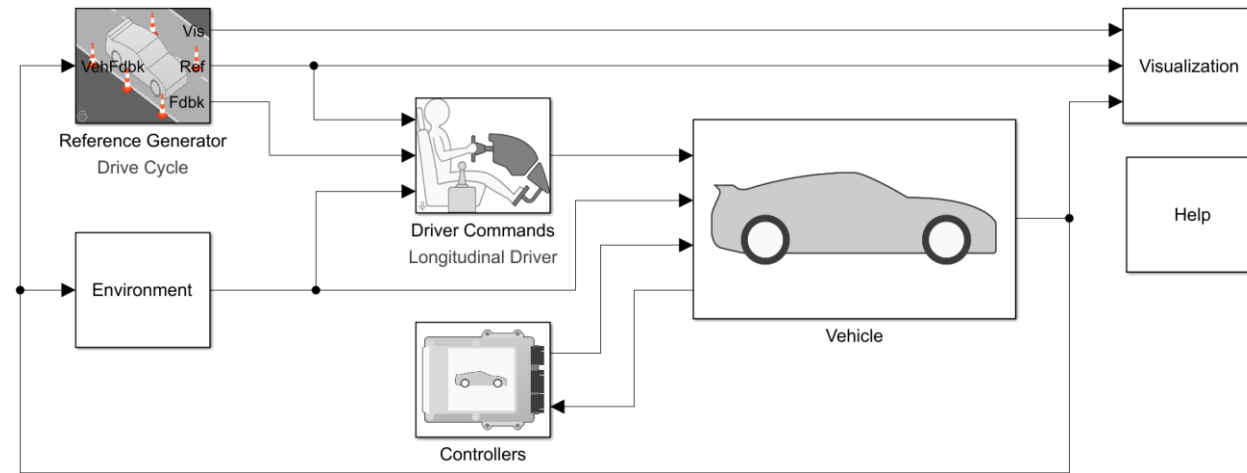 Vis
VehFdbk
Ref
Fdbk
Reference Generator
Drive Cycle
Visualization
Driver Commands
Longitudinal Driver
Help
Environment
Vehicle
Controllers